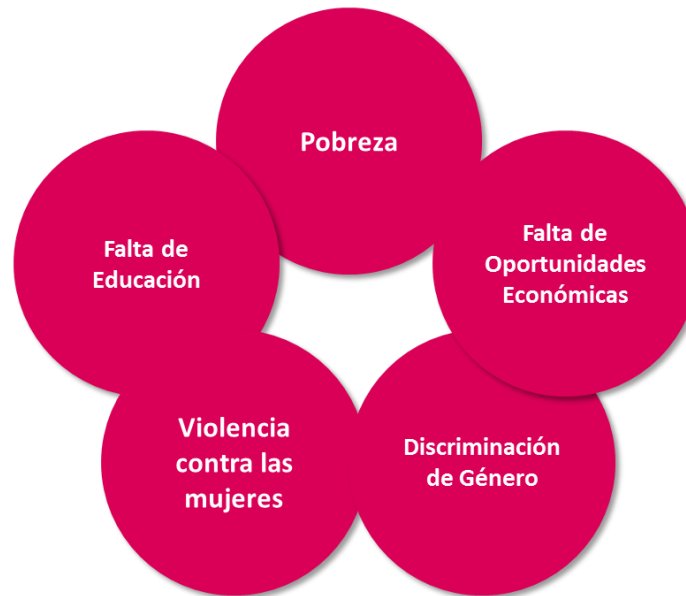 Pobreza
Falta de
Educación
Falta de
Oportunidades
Económicas
Violencia
contra las
mujeres
Discriminación
de Género